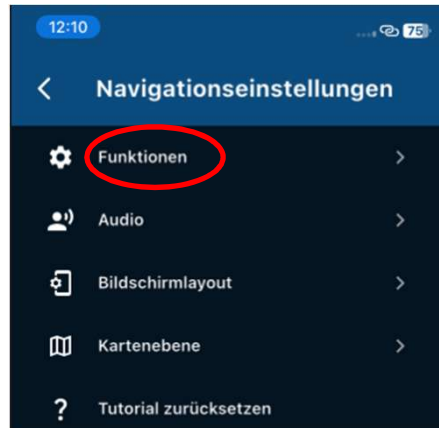 12:10
75
Navigationseinstellungen
Funktionen
Audio
Bildschirmlayout
Kartenebene
Tutorial zurücksetzen